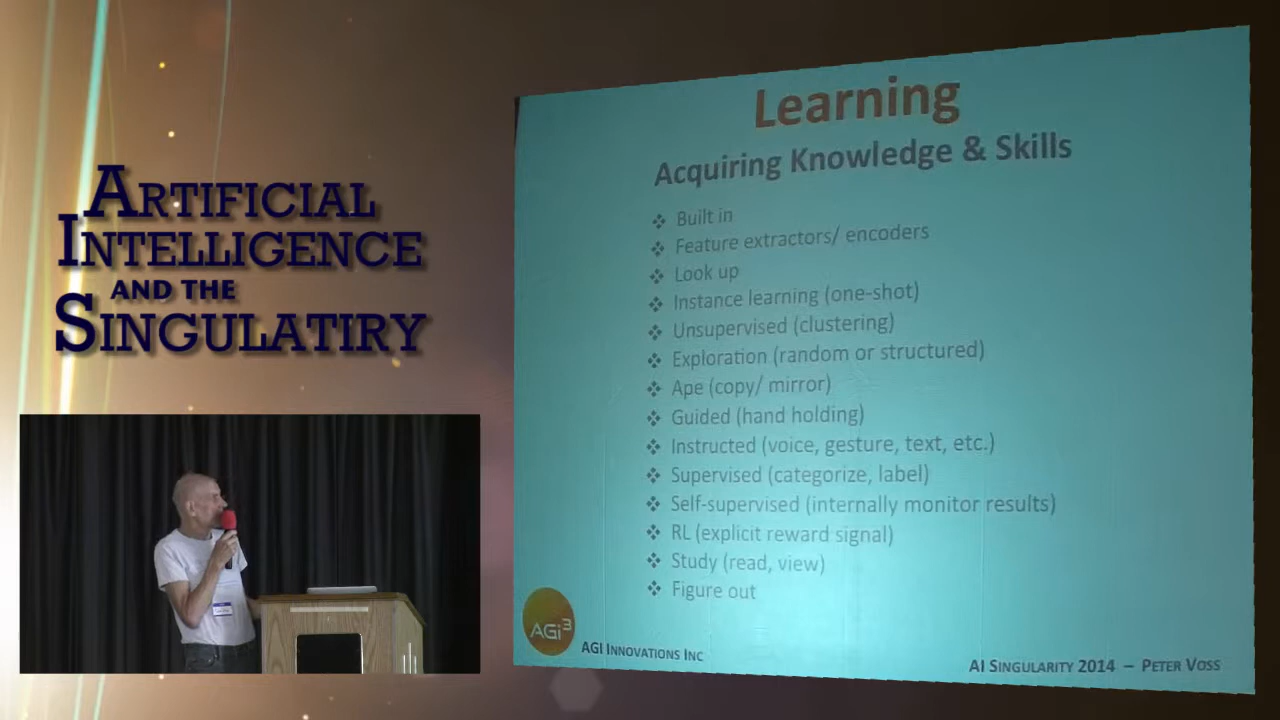 ARTIFICIAL
INTELLIGENCE
AND THE
SINGULATIRY
Learning
Acquiring Knowledge & Skills
❖ Built in
❖ Feature extractors/ encoders
❖ Look up
❖ Instance learning (one-shot)
❖ Unsupervised (clustering)
❖ Exploration (random or structured)
❖ Ape (copy/ mirror)
❖ Guided (hand holding)
❖ Instructed (voice, gesture, text, etc.)
❖ Supervised (categorize, label)
❖ Self-supervised (internally monitor results)
❖ RL (explicit reward signal)
❖ Study (read, view)
❖ Figure out
AGi3
AGI INNOVATIONS INC
AI SINGULARITY 2014 – PETER VOSS